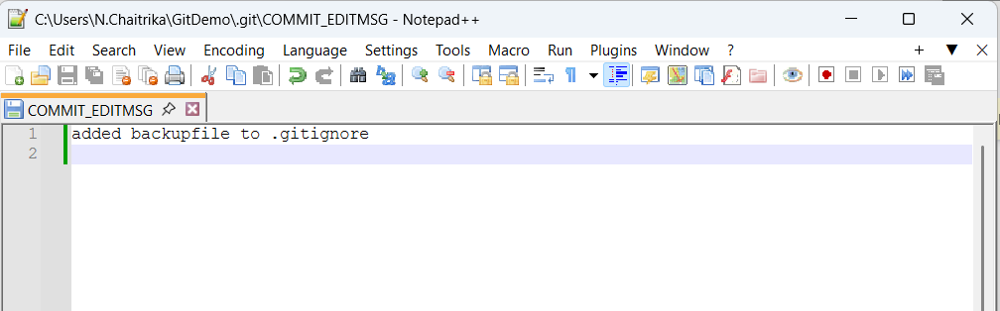 C:\Users\N.Chaitrika\GitDemo\.git\COMMIT_EDITMSG - Notepad++
File Edit Search View Encoding Language Settings Tools Macro Run Plugins Window ?
COMMIT_EDITMSG
1 added backupfile to .gitignore
2